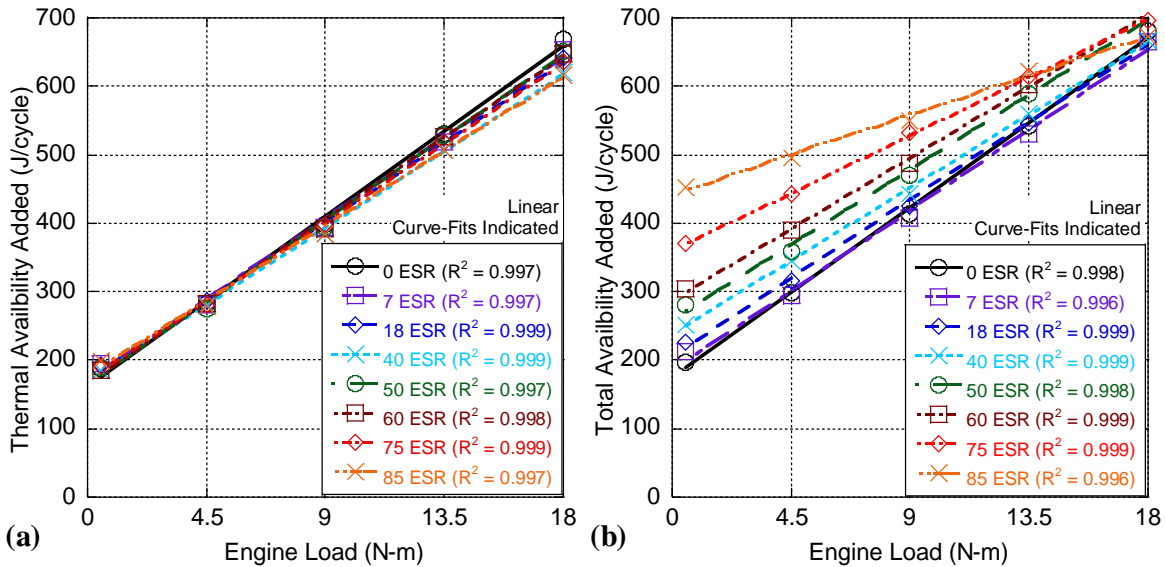 700
600
500
400
300
200
100
0
Thermal Availbility Added (J/cycle)
Linear
Curve-Fits Indicated
0 ESR (R² = 0.997)
7 ESR (R² = 0.997)
18 ESR (R² = 0.999)
40 ESR (R² = 0.999)
50 ESR (R² = 0.997)
60 ESR (R² = 0.998)
75 ESR (R² = 0.999)
85 ESR (R² = 0.997)
0 4.5 9 13.5 18
(a)
Engine Load (N-m)
700
600
500
400
300
200
100
0
Total Availbility Added (J/cycle)
Linear
Curve-Fits Indicated
0 ESR (R² = 0.998)
7 ESR (R² = 0.996)
18 ESR (R² = 0.999)
40 ESR (R² = 0.999)
50 ESR (R² = 0.998)
60 ESR (R² = 0.999)
75 ESR (R² = 0.999)
85 ESR (R² = 0.996)
0 4.5 9 13.5 18
(b)
Engine Load (N-m)